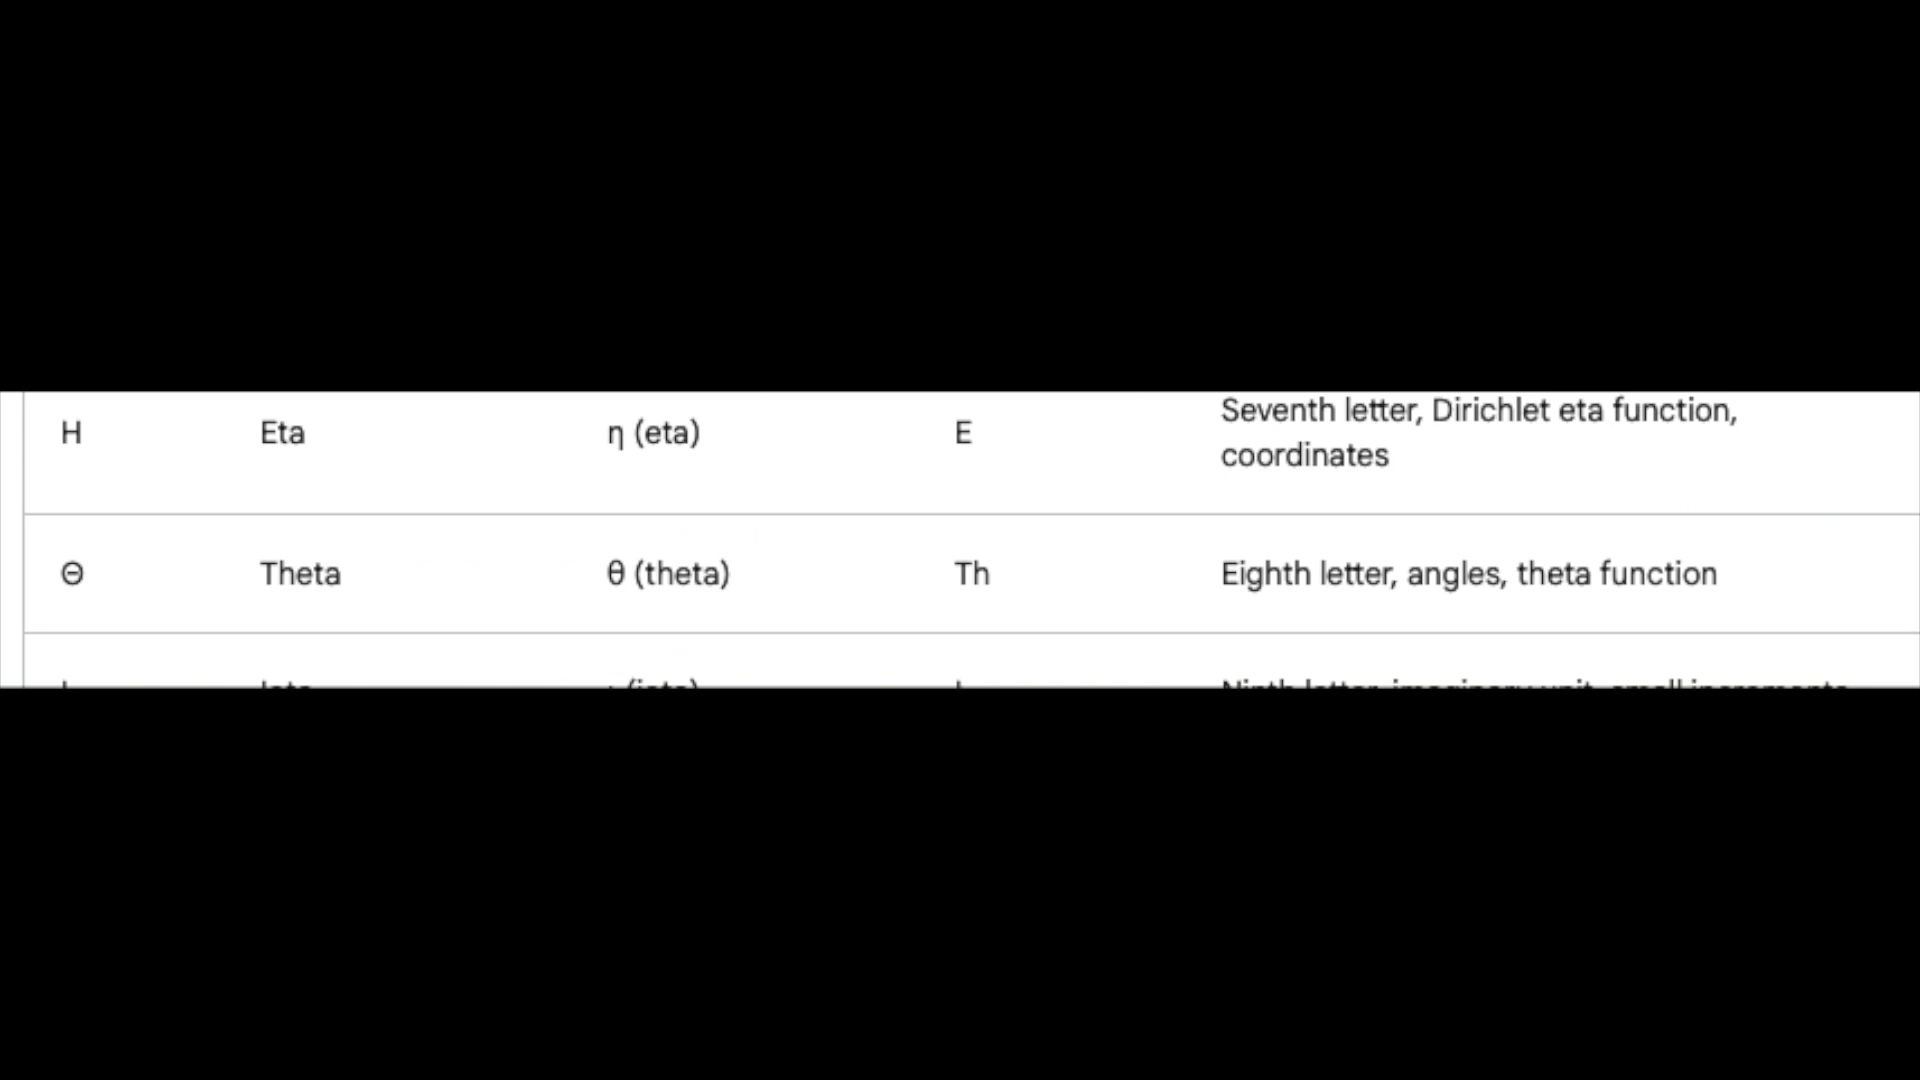 H Eta η (eta) E Seventh letter, Dirichlet eta function,
coordinates
Θ Theta θ (theta) Th Eighth letter, angles, theta function